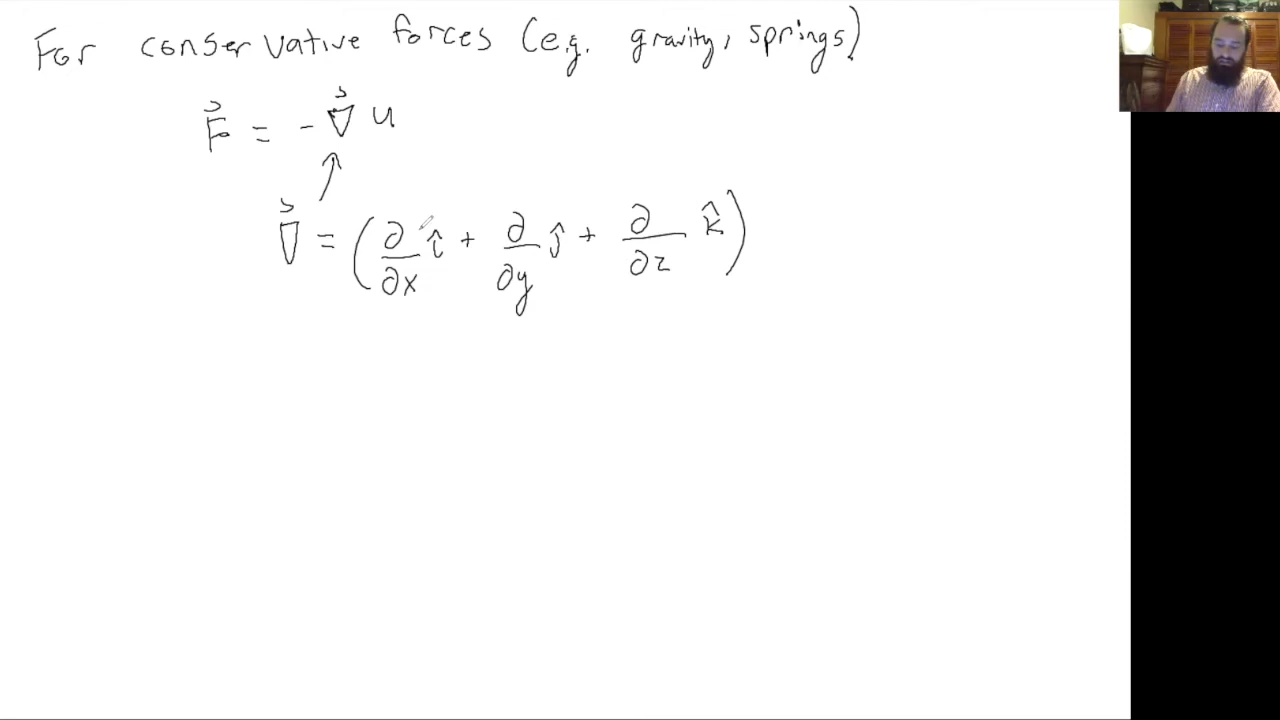 For conservative forces (e.g. gravity, springs)
F⃗ = - ∇⃗ U
∇⃗ = (∂/∂x î + ∂/∂y ĵ + ∂/∂z k̂)